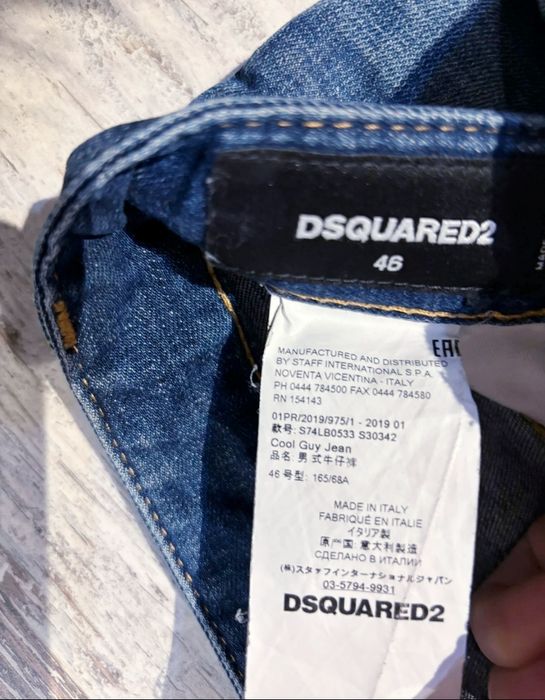 DSQUARED2
46
MADE
EAC
MANUFACTURED AND DISTRIBUTED
BY STAFF INTERNATIONAL S.P.A.
NOVENTA VICENTINA - ITALY
PH 0444 784500 FAX 0444 784580
RN 154143
01PR/2019/975/1 - 2019 01
款号: S74LB0533 S30342
Cool Guy Jean
品名: 男式牛仔裤
46 号型: 165/68A
MADE IN ITALY
FABRIQUÉ EN ITALIE
イタリア製
原产国: 意大利製造
СДЕЛАНО В ИТАЛИИ
(株)スタッフインターナショナルジャパン
03-5794-9931
DSQUARED2